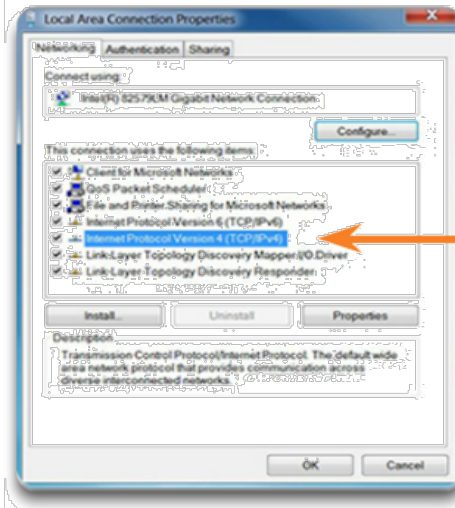 Local Area Connection Properties
Networking Authentication Sharing
Connect using:
Intel(R) 82579LM Gigabit Network Connection
Configure...
This connection uses the following items:
Client for Microsoft Networks
QoS Packet Scheduler
File and Printer Sharing for Microsoft Networks
Internet Protocol Version 6 (TCP/IPv6)
Internet Protocol Version 4 (TCP/IPv4)
Link-Layer Topology Discovery Mapper I/O Driver
Link-Layer Topology Discovery Responder
Install... Uninstall Properties
Description
Transmission Control Protocol/Internet Protocol. The default wide
area network protocol that provides communication across
diverse interconnected networks.
OK Cancel